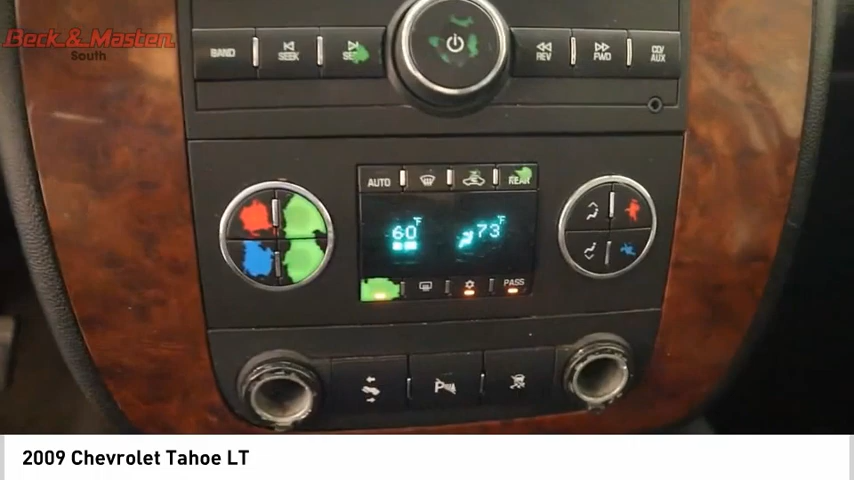 Beck & Masten
South
BAND SEEK REV FWD CD/AUX
AUTO REAR
60°F 73°F
PASS
P
2009 Chevrolet Tahoe LT